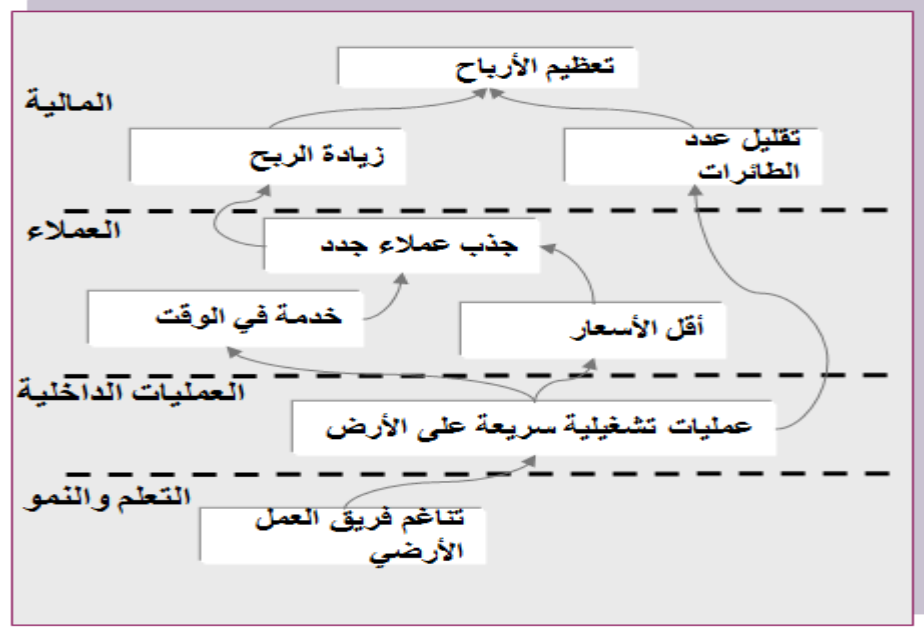 تعظيم الأرباح
المالية
زيادة الربح
تقليل عدد
الطائرات
العملاء
جذب عملاء جدد
خدمة في الوقت
أقل الأسعار
العمليات الداخلية
عمليات تشغيلية سريعة على الأرض
التعلم والنمو
تناغم فريق العمل
الأرضي